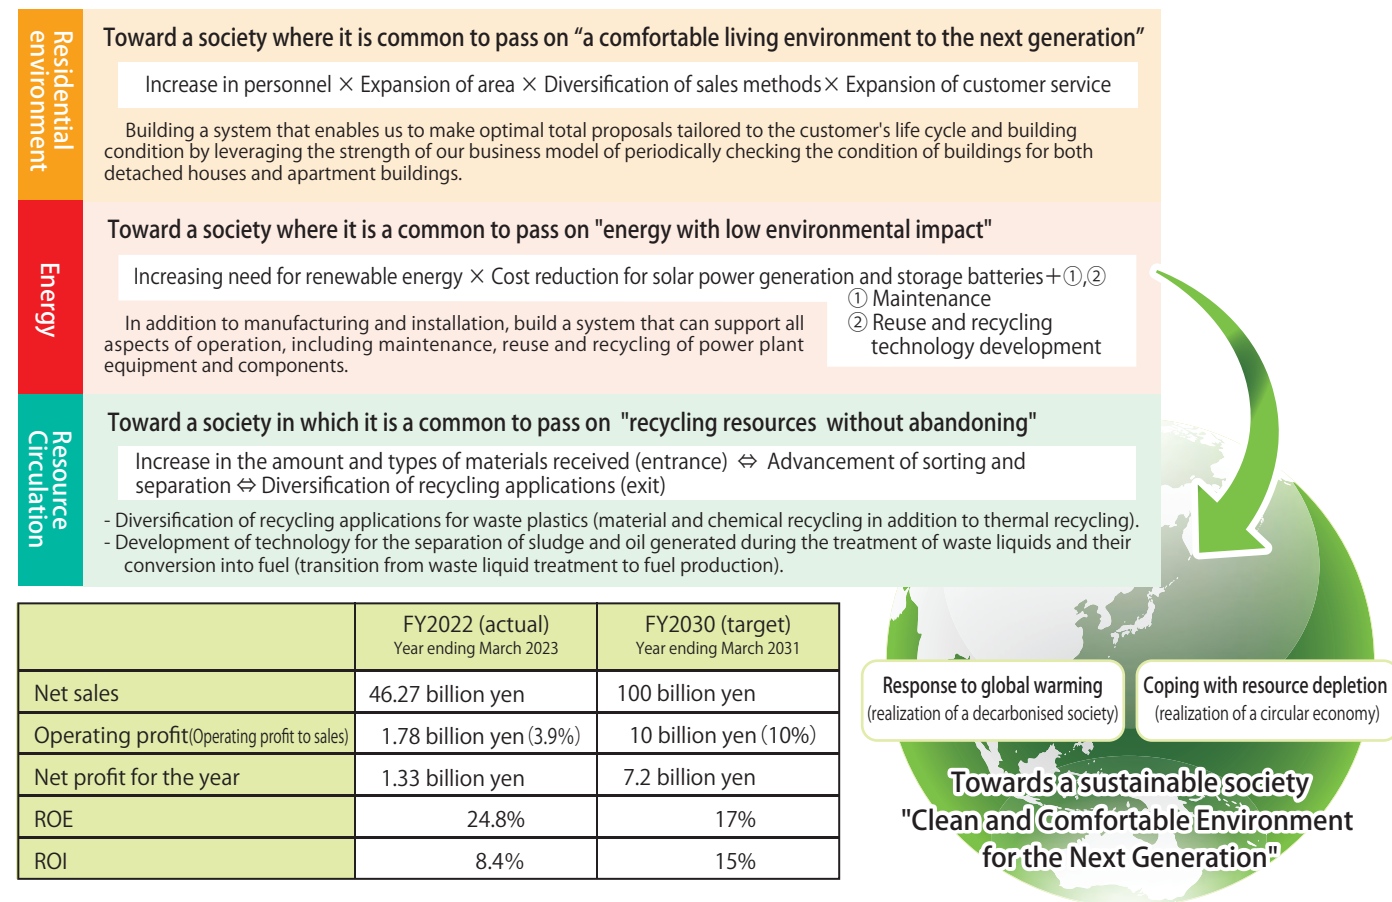 Residential
environment
Toward a society where it is common to pass on “a comfortable living environment to the next generation”
Increase in personnel × Expansion of area × Diversification of sales methods× Expansion of customer service
Building a system that enables us to make optimal total proposals tailored to the customer's life cycle and building
condition by leveraging the strength of our business model of periodically checking the condition of buildings for both
detached houses and apartment buildings.
Energy
Toward a society where it is a common to pass on "energy with low environmental impact"
Increasing need for renewable energy × Cost reduction for solar power generation and storage batteries+①,②
① Maintenance
② Reuse and recycling
technology development
In addition to manufacturing and installation, build a system that can support all
aspects of operation, including maintenance, reuse and recycling of power plant
equipment and components.
Resource
Circulation
Toward a society in which it is a common to pass on "recycling resources without abandoning"
Increase in the amount and types of materials received (entrance) ⇔ Advancement of sorting and
separation ⇔ Diversification of recycling applications (exit)
- Diversification of recycling applications for waste plastics (material and chemical recycling in addition to thermal recycling).
- Development of technology for the separation of sludge and oil generated during the treatment of waste liquids and their
conversion into fuel (transition from waste liquid treatment to fuel production).
FY2022 (actual) FY2030 (target)
Year ending March 2023 Year ending March 2031
Net sales 46.27 billion yen 100 billion yen
Operating profit(Operating profit to sales) 1.78 billion yen (3.9%) 10 billion yen (10%)
Net profit for the year 1.33 billion yen 7.2 billion yen
ROE 24.8% 17%
ROI 8.4% 15%
Response to global warming
(realization of a decarbonised society)
Coping with resource depletion
(realization of a circular economy)
Towards a sustainable society
"Clean and Comfortable Environment
for the Next Generation"